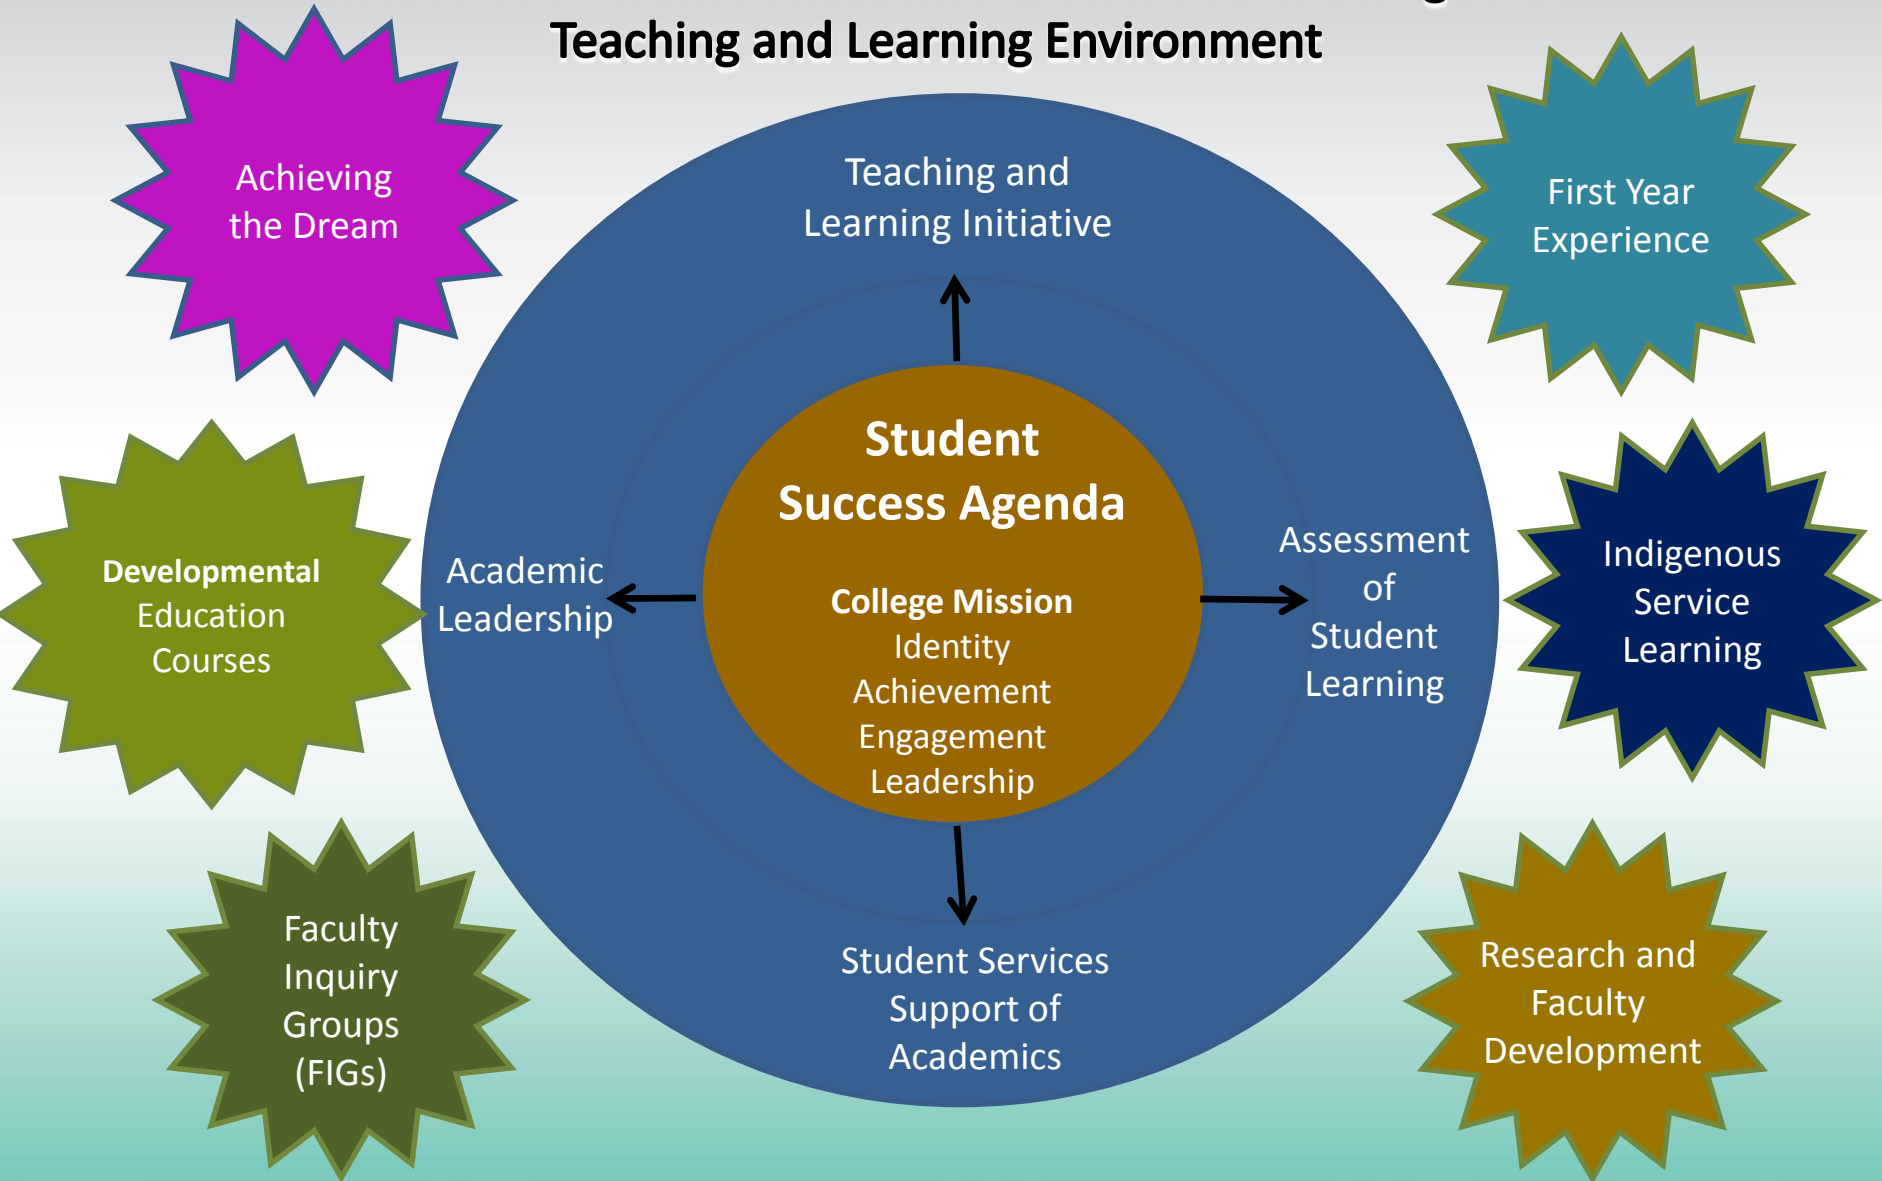 Teaching and Learning Environment
Achieving
the Dream
Teaching and
Learning Initiative
First Year
Experience
Developmental
Education
Courses
Academic
Leadership
Student
Success Agenda
College Mission
Identity
Achievement
Engagement
Leadership
Assessment
of
Student
Learning
Indigenous
Service
Learning
Faculty
Inquiry
Groups
(FIGs)
Student Services
Support of
Academics
Research and
Faculty
Development